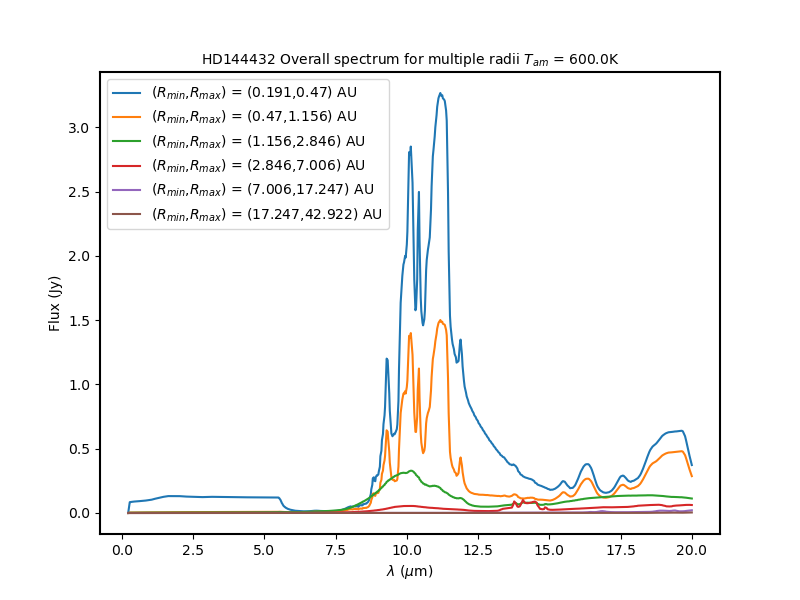 HD144432 Overall spectrum for multiple radii T_am = 600.0K
(R_min,R_max) = (0.191,0.47) AU
(R_min,R_max) = (0.47,1.156) AU
(R_min,R_max) = (1.156,2.846) AU
(R_min,R_max) = (2.846,7.006) AU
(R_min,R_max) = (7.006,17.247) AU
(R_min,R_max) = (17.247,42.922) AU
3.0
2.5
2.0
1.5
1.0
0.5
0.0
Flux (Jy)
0.0 2.5 5.0 7.5 10.0 12.5 15.0 17.5 20.0
λ (μm)